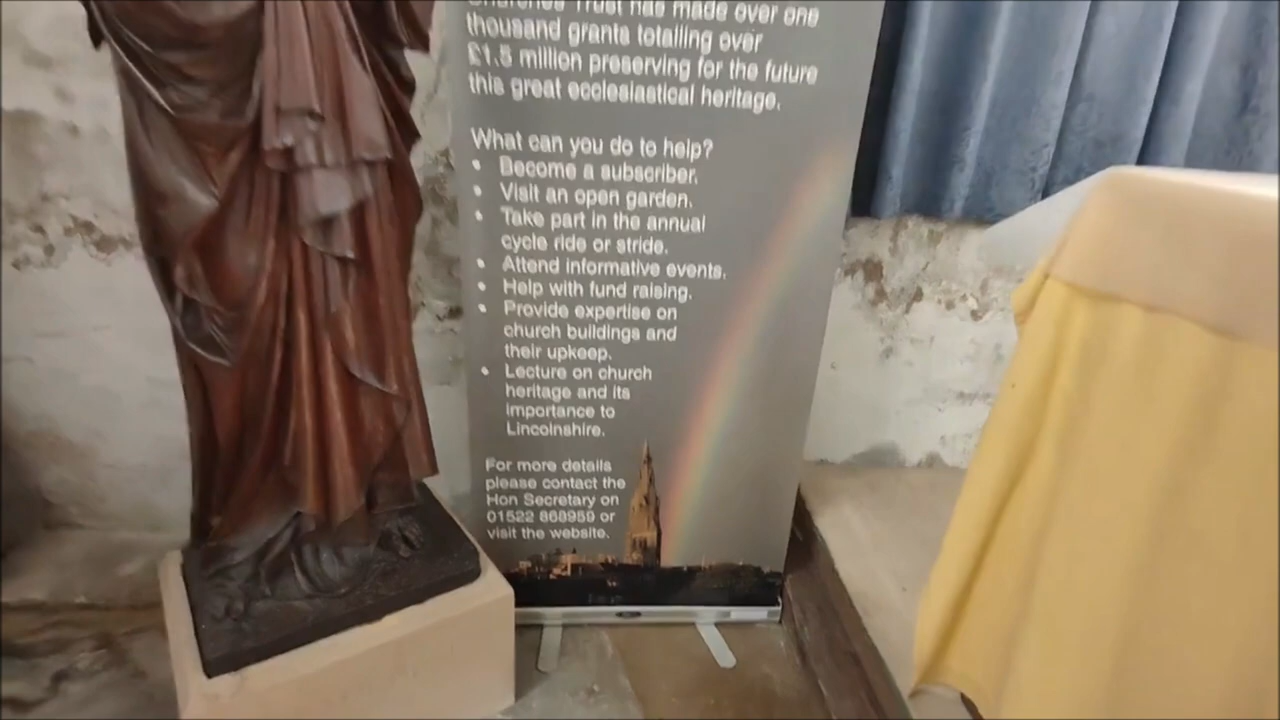 Churches Trust has made over one
thousand grants totalling over
£1.5 million preserving for the future
this great ecclesiastical heritage.
What can you do to help?
• Become a subscriber.
• Visit an open garden.
• Take part in the annual
cycle ride or stride.
• Attend informative events.
• Help with fund raising.
• Provide expertise on
church buildings and
their upkeep.
• Lecture on church
heritage and its
importance to
Lincolnshire.
For more details
please contact the
Hon Secretary on
01522 868959 or
visit the website.